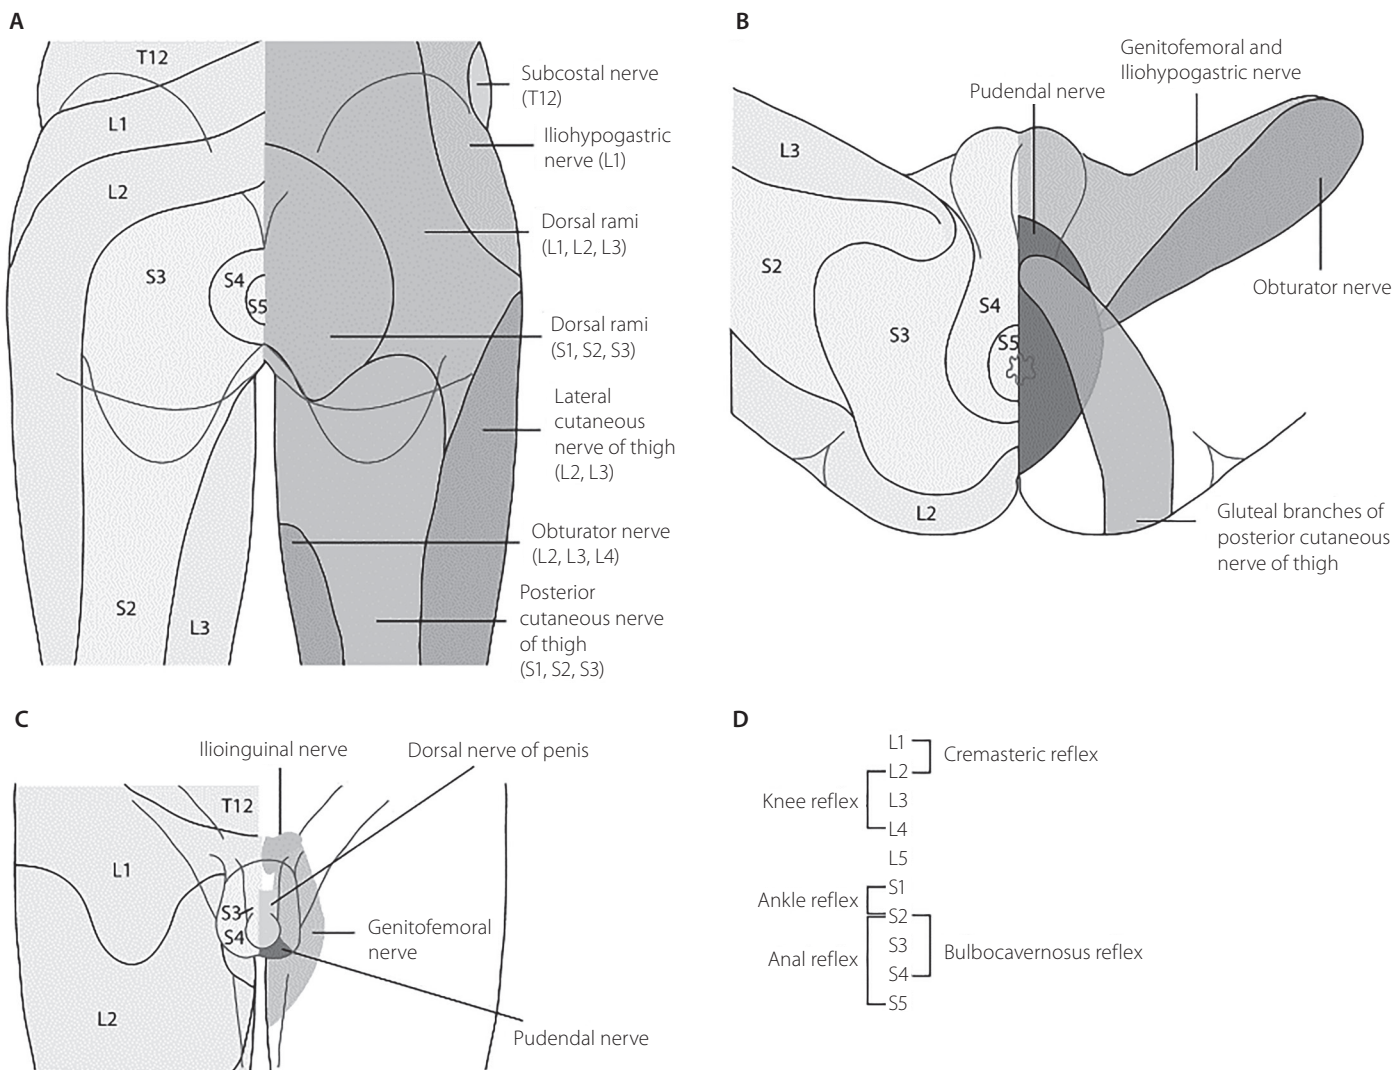 A
T12
L1
L2
S3
S4
S5
S2
L3
Subcostal nerve
(T12)
Iliohypogastric
nerve (L1)
Dorsal rami
(L1, L2, L3)
Dorsal rami
(S1, S2, S3)
Lateral
cutaneous
nerve of thigh
(L2, L3)
Obturator nerve
(L2, L3, L4)
Posterior
cutaneous nerve
of thigh
(S1, S2, S3)
B
Genitofemoral and
Iliohypogastric nerve
Pudendal nerve
L3
S2
S3
S4
S5
L2
Obturator nerve
Gluteal branches of
posterior cutaneous
nerve of thigh
C
Ilioinguinal nerve
Dorsal nerve of penis
T12
L1
S3
S4
L2
Genitofemoral
nerve
Pudendal nerve
D
L1
Cremasteric reflex
L2
Knee reflex
L3
L4
L5
S1
Ankle reflex
S2
S3
Anal reflex
Bulbocavernosus reflex
S4
S5